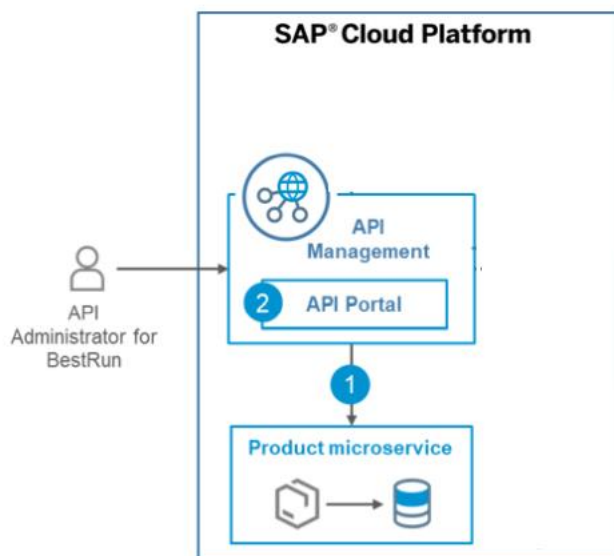 SAP® Cloud Platform
API
Management
2
API Portal
API
Administrator for
BestRun
1
Product microservice